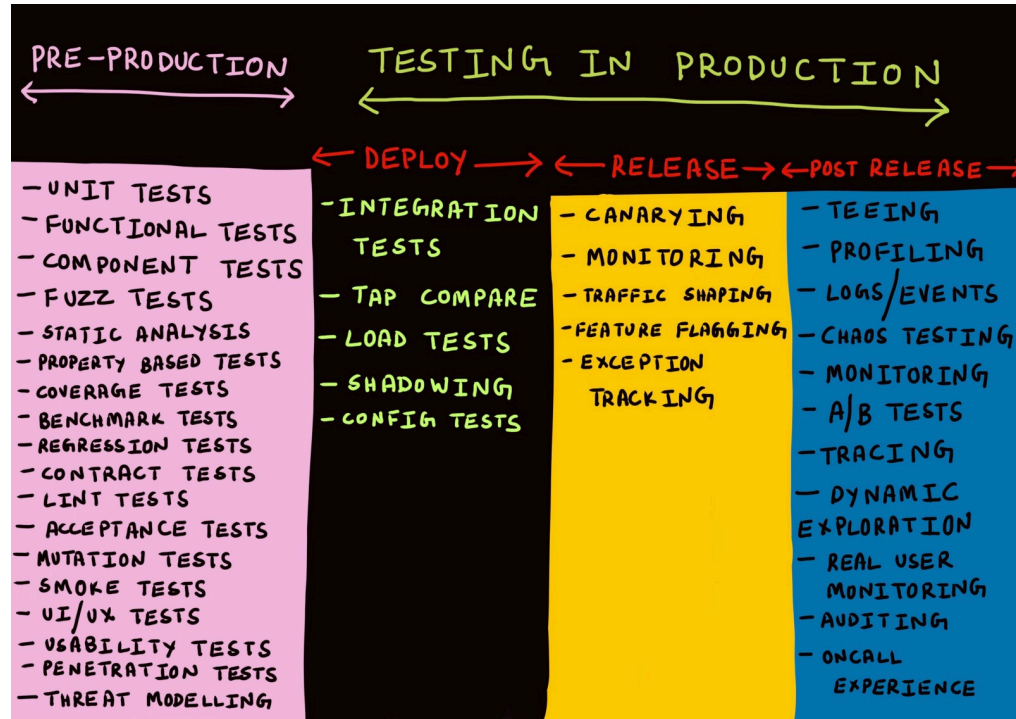 PRE-PRODUCTION
TESTING IN PRODUCTION
DEPLOY
RELEASE
POST RELEASE
- UNIT TESTS
- FUNCTIONAL TESTS
- COMPONENT TESTS
- FUZZ TESTS
- STATIC ANALYSIS
- PROPERTY BASED TESTS
- COVERAGE TESTS
- BENCHMARK TESTS
- REGRESSION TESTS
- CONTRACT TESTS
- LINT TESTS
- ACCEPTANCE TESTS
- MUTATION TESTS
- SMOKE TESTS
- UI/UX TESTS
- USABILITY TESTS
- PENETRATION TESTS
- THREAT MODELLING
- INTEGRATION
TESTS
- TAP COMPARE
- LOAD TESTS
- SHADOWING
- CONFIG TESTS
- CANARYING
- MONITORING
- TRAFFIC SHAPING
- FEATURE FLAGGING
- EXCEPTION
TRACKING
- TEEING
- PROFILING
- LOGS/EVENTS
- CHAOS TESTING
- MONITORING
- A/B TESTS
- TRACING
- DYNAMIC
EXPLORATION
- REAL USER
MONITORING
- AUDITING
- ONCALL
EXPERIENCE